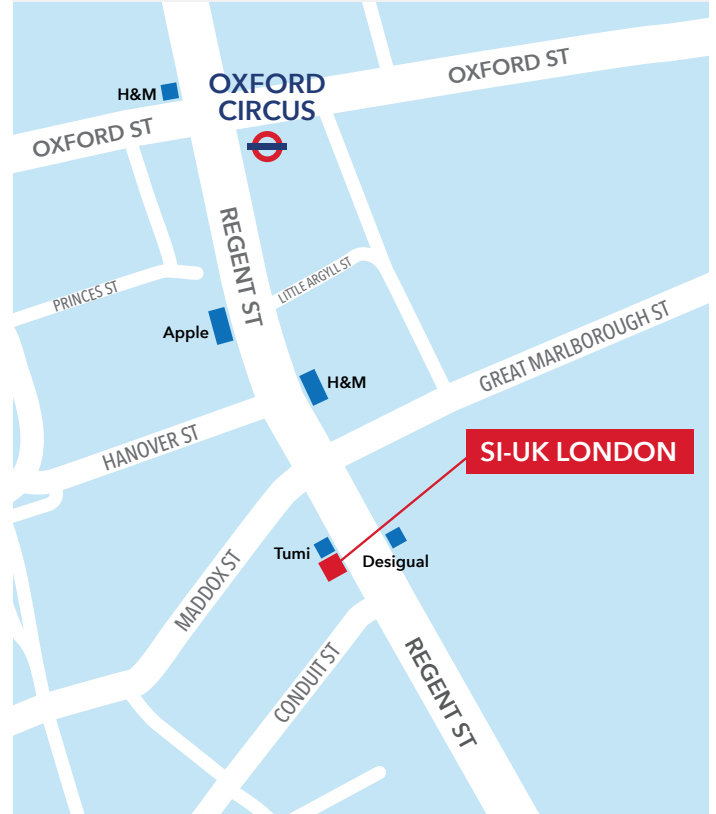 OXFORD ST
H&M
OXFORD
CIRCUS
OXFORD ST
REGENT ST
LITTLE ARGYLL ST
PRINCES ST
Apple
GREAT MARLBOROUGH ST
H&M
HANOVER ST
SI-UK LONDON
Tumi
Desigual
MADDOX ST
CONDUIT ST
REGENT ST